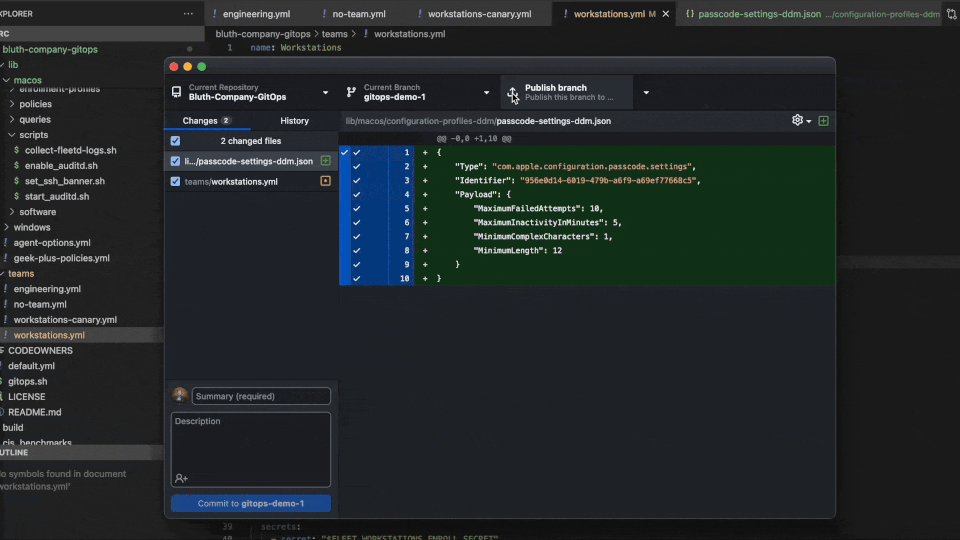 EXPLORER
engineering.yml
no-team.yml
workstations-canary.yml
workstations.yml M
passcode-settings-ddm.json .../configuration-profiles-ddm
RC
bluth-company-gitops > teams > workstations.yml
1 name: Workstations
bluth-company-gitops
lib
macos
enrollment-profiles
policies
queries
scripts
collect-fleetd-logs.sh
enable_auditd.sh
set_ssh_banner.sh
start_auditd.sh
software
windows
agent-options.yml
geek-plus-policies.yml
teams
engineering.yml
no-team.yml
workstations-canary.yml
workstations.yml
CODEOWNERS
default.yml
gitops.sh
LICENSE
README.md
build
cis_benchmarks
UTLINE
No symbols found in document
'workstations.yml'
Current Repository
Bluth-Company-GitOps
Current Branch
gitops-demo-1
Publish branch
Publish this branch to ...
Changes 2
History
2 changed files
li.../passcode-settings-ddm.json
teams/workstations.yml
lib/macos/configuration-profiles-ddm/passcode-settings-ddm.json
@@ -0,0 +1,10 @@
1 + {
2 + "Type": "com.apple.configuration.passcode.settings",
3 + "Identifier": "956e0d14-6019-479b-a6f9-a69ef77668c5",
4 + "Payload": {
5 + "MaximumFailedAttempts": 10,
6 + "MaximumInactivityInMinutes": 5,
7 + "MinimumComplexCharacters": 1,
8 + "MinimumLength": 12
9 + }
10 + }
Summary (required)
Description
Commit to gitops-demo-1
39 secrets:
40 - secret: "$FLEET_WORKSTATIONS_ENROLL_SECRET"